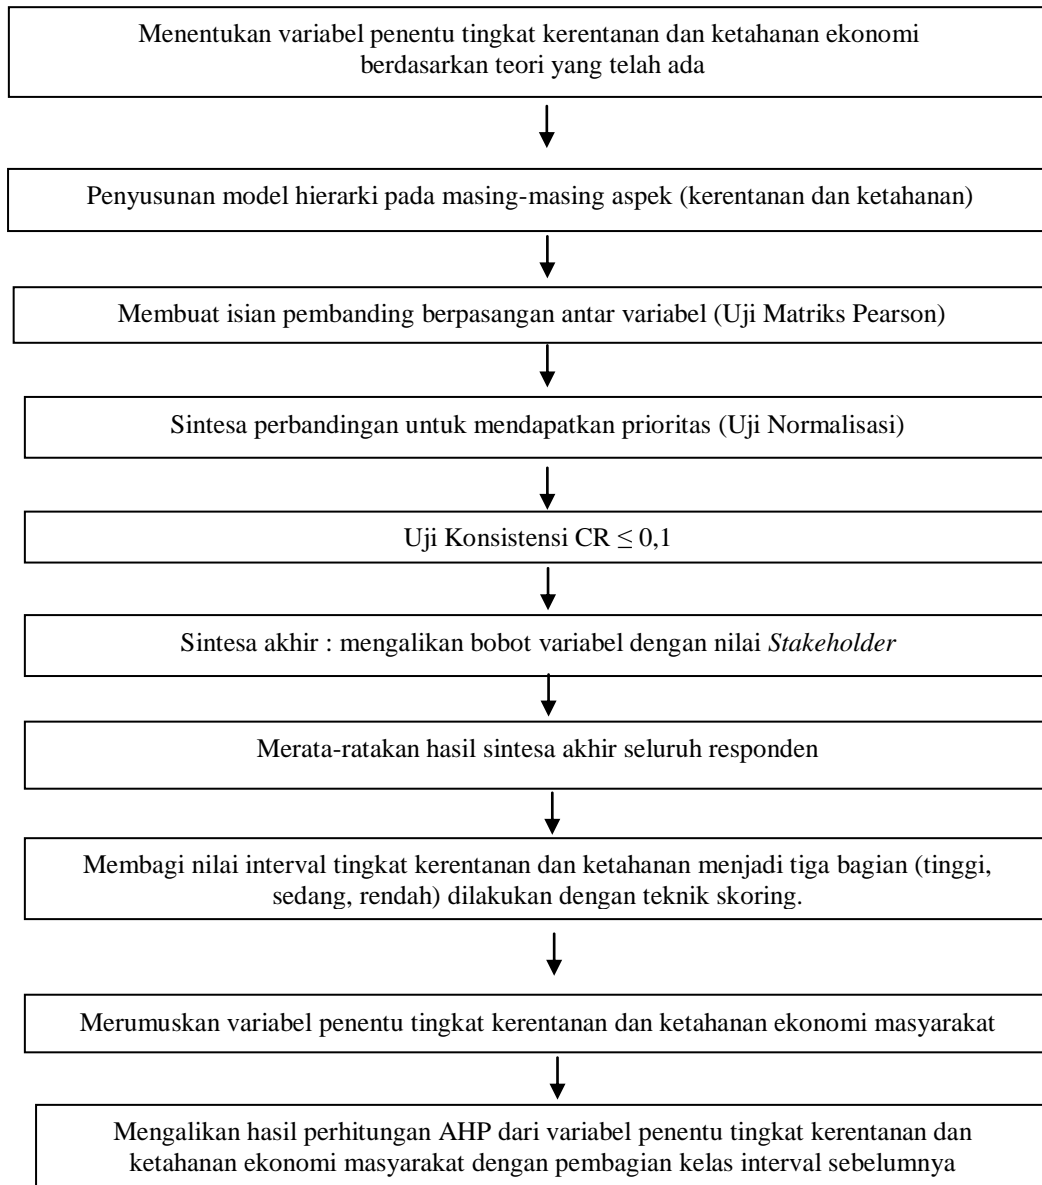 Menentukan variabel penentu tingkat kerentanan dan ketahanan ekonomi
berdasarkan teori yang telah ada
Penyusunan model hierarki pada masing-masing aspek (kerentanan dan ketahanan)
Membuat isian pembanding berpasangan antar variabel (Uji Matriks Pearson)
Sintesa perbandingan untuk mendapatkan prioritas (Uji Normalisasi)
Uji Konsistensi CR ≤ 0,1
Sintesa akhir : mengalikan bobot variabel dengan nilai Stakeholder
Merata-ratakan hasil sintesa akhir seluruh responden
Membagi nilai interval tingkat kerentanan dan ketahanan menjadi tiga bagian (tinggi,
sedang, rendah) dilakukan dengan teknik skoring.
Merumuskan variabel penentu tingkat kerentanan dan ketahanan ekonomi masyarakat
Mengalikan hasil perhitungan AHP dari variabel penentu tingkat kerentanan dan
ketahanan ekonomi masyarakat dengan pembagian kelas interval sebelumnya